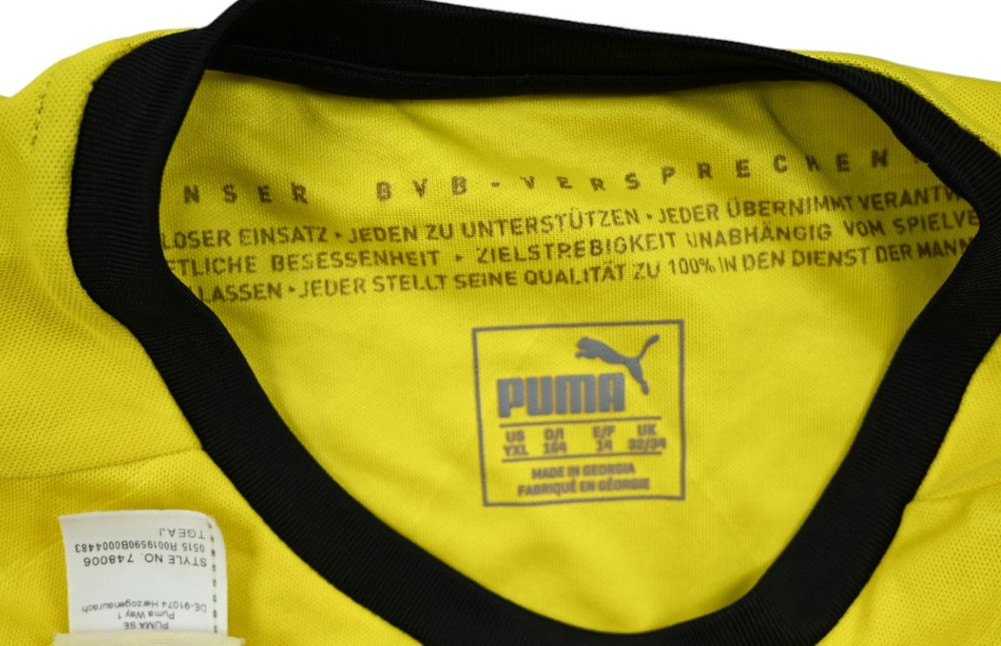 NSER BVB-VERSPRECHEN
LOSER EINSATZ • JEDEN ZU UNTERSTÜTZEN • JEDER ÜBERNIMMT VERANTW
TLICHE BESESSENHEIT • ZIELSTREBIGKEIT UNABHÄNGIG VOM SPIELVE
LASSEN • JEDER STELLT SEINE QUALITÄT ZU 100% IN DEN DIENST DER MANN
PUMA
US D/I E/F UK
YXL 164 14 32/34
MADE IN GEORGIA
FABRIQUÉ EN GÉORGIE
PUMA SE
Puma Way 1
DE-91074 Herzogenaurach
STYLE NO. 748006
0515 R0019590B0004483
TGEAJ